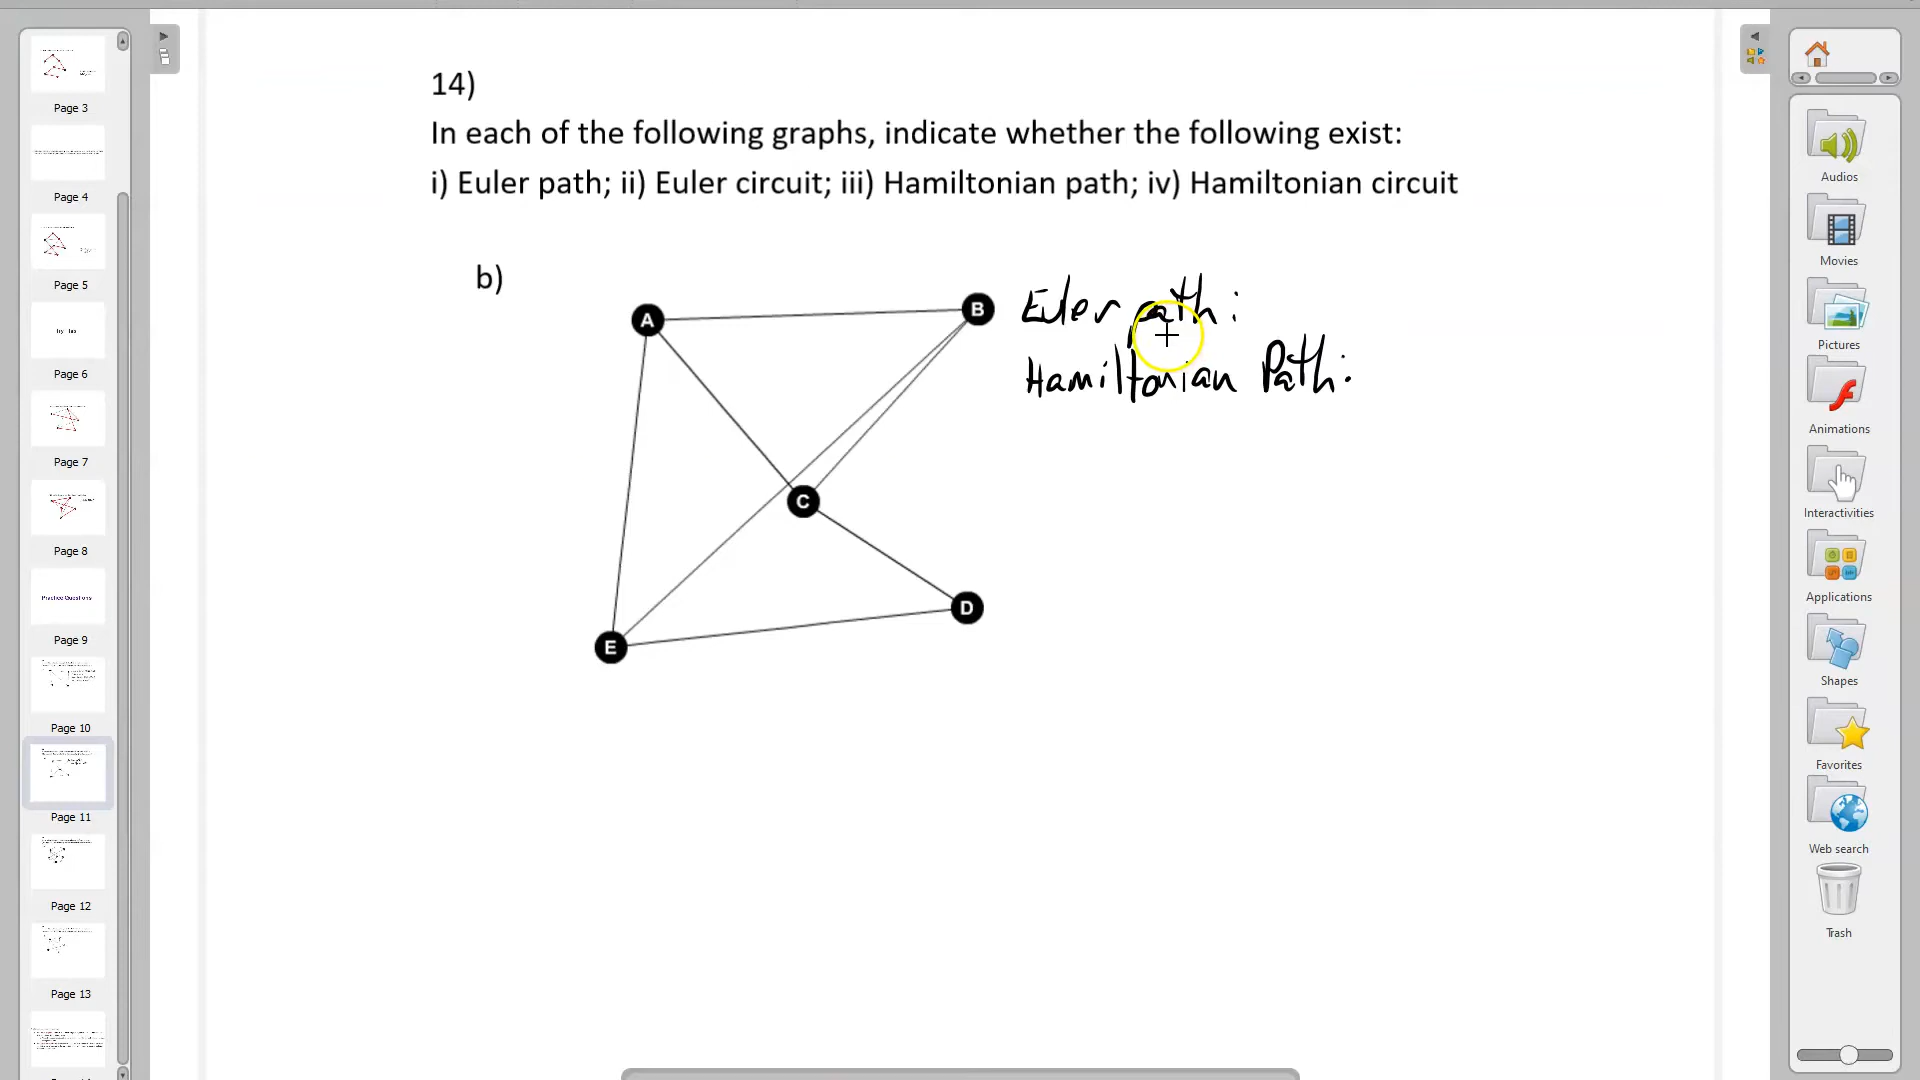 Page 3
Page 4
Page 5
Page 6
Page 7
Page 8
Practice Questions
Page 9
Page 10
Page 11
Page 12
Page 13
14)
In each of the following graphs, indicate whether the following exist:
i) Euler path; ii) Euler circuit; iii) Hamiltonian path; iv) Hamiltonian circuit
b)
A
B
C
D
E
Euler path:
Hamiltonian Path:
Audios
Movies
Pictures
Animations
Interactivities
Applications
Shapes
Favorites
Web search
Trash